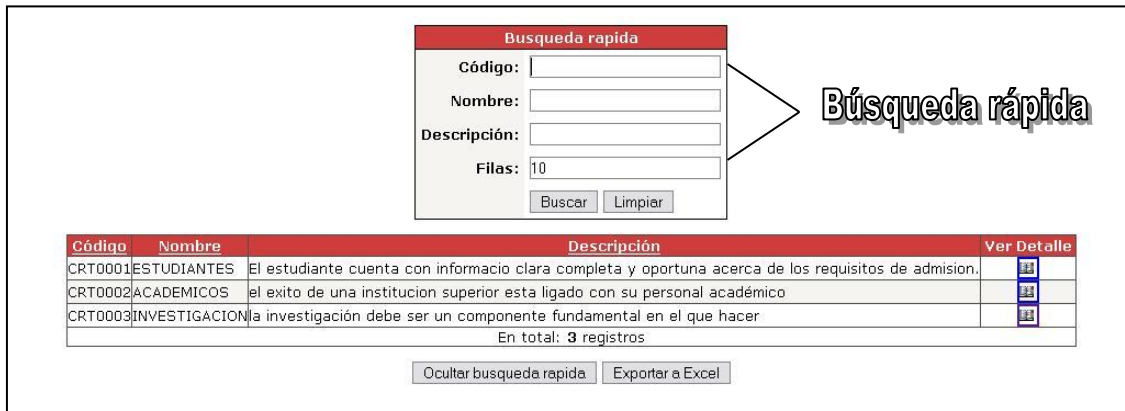 Busqueda rapida
Código:
Nombre:
Descripción:
Filas: 10
Buscar Limpiar
Búsqueda rápida
Código Nombre Descripción Ver Detalle
CRT0001 ESTUDIANTES El estudiante cuenta con informacio clara completa y oportuna acerca de los requisitos de admision.
CRT0002 ACADEMICOS el exito de una institucion superior esta ligado con su personal académico
CRT0003 INVESTIGACION la investigación debe ser un componente fundamental en el que hacer
En total: 3 registros
Ocultar busqueda rapida Exportar a Excel